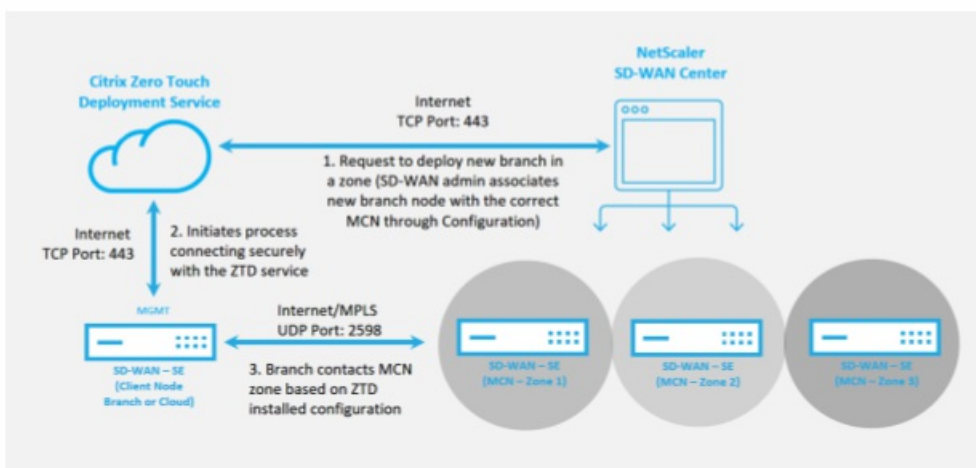 NetScaler
SD-WAN Center
Citrix Zero Touch
Deployment Service
Internet
TCP Port: 443
1. Request to deploy new branch in
a zone (SD-WAN admin associates
new branch node with the correct
MCN through Configuration)
Internet
TCP Port: 443
2. Initiates process
connecting securely
with the ZTD service
MGMT
Internet/MPLS
UDP Port: 2598
SD-WAN – SE
(Client Node
Branch or Cloud)
3. Branch contacts MCN
zone based on ZTD
installed configuration
SD-WAN – SE
(MCN – Zone 1)
SD-WAN – SE
(MCN – Zone 2)
SD-WAN – SE
(MCN – Zone 3)